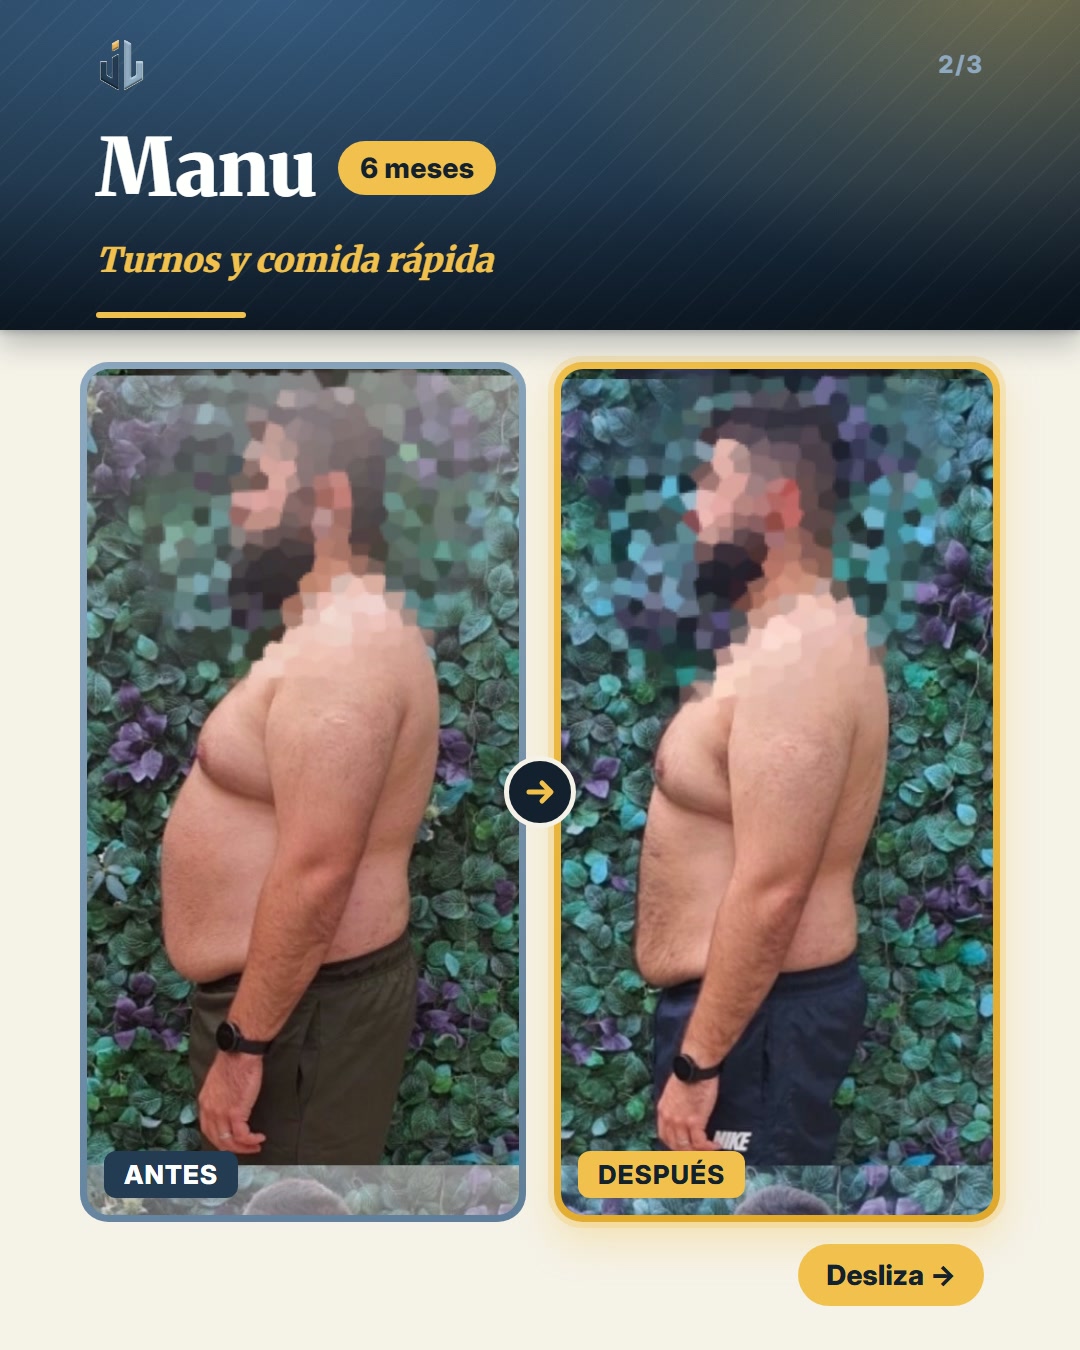 2/3
Manu
6 meses
Turnos y comida rápida
NIKE
ANTES
DESPUÉS
Desliza →